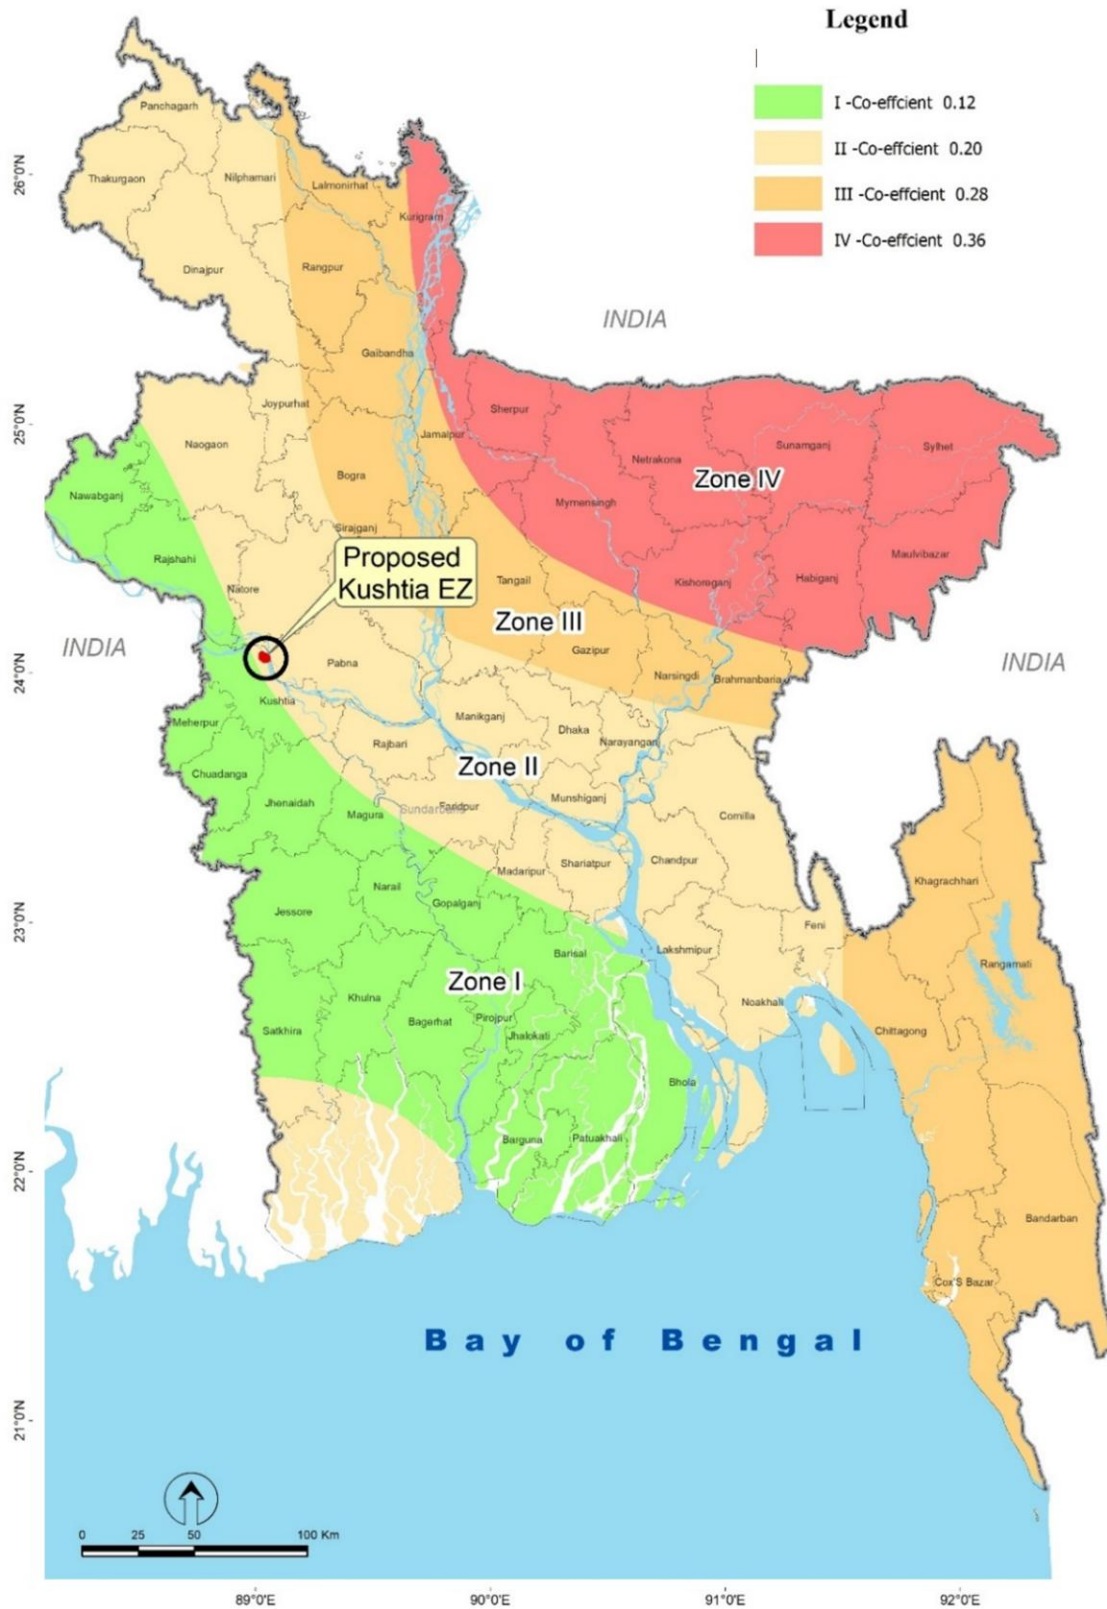 Legend
I -Co-effcient 0.12
II -Co-effcient 0.20
III -Co-effcient 0.28
IV -Co-effcient 0.36
Panchagarh
Thakurgaon
Nilphamari
Lalmonirhat
Kurigram
Dinajpur
Rangpur
INDIA
Gaibandha
Joypurhat
Sherpur
Jamalpur
Naogaon
Sunamganj
Sylhet
Netrakona
Bogra
Zone IV
Nawabganj
Mymensingh
Sirajganj
Rajshahi
Maulvibazar
Proposed
Kushtia EZ
Tangail
Kishoreganj
Habiganj
Natore
Zone III
INDIA
Gazipur
INDIA
Pabna
Narsingdi
Brahmanbaria
Kushtia
Meherpur
Manikganj
Dhaka
Narayangan
Rajbari
Zone II
Chuadanga
Jhenaidah
Munshiganj
Magura
Sundarbans
Faridpur
Comilla
Shariatpur
Chandpur
Madaripur
Khagrachhari
Narail
Gopalganj
Jessore
Feni
Barisal
Lakshmipur
Rangamati
Zone I
Khulna
Noakhali
Bagerhat
Pirojpur
Satkhira
Jhalokati
Chittagong
Bhola
Barguna
Patuakhali
Bandarban
Cox'S Bazar
Bay of Bengal
26°0'N
25°0'N
24°0'N
23°0'N
22°0'N
21°0'N
0 25 50 100 Km
89°0'E 90°0'E 91°0'E 92°0'E